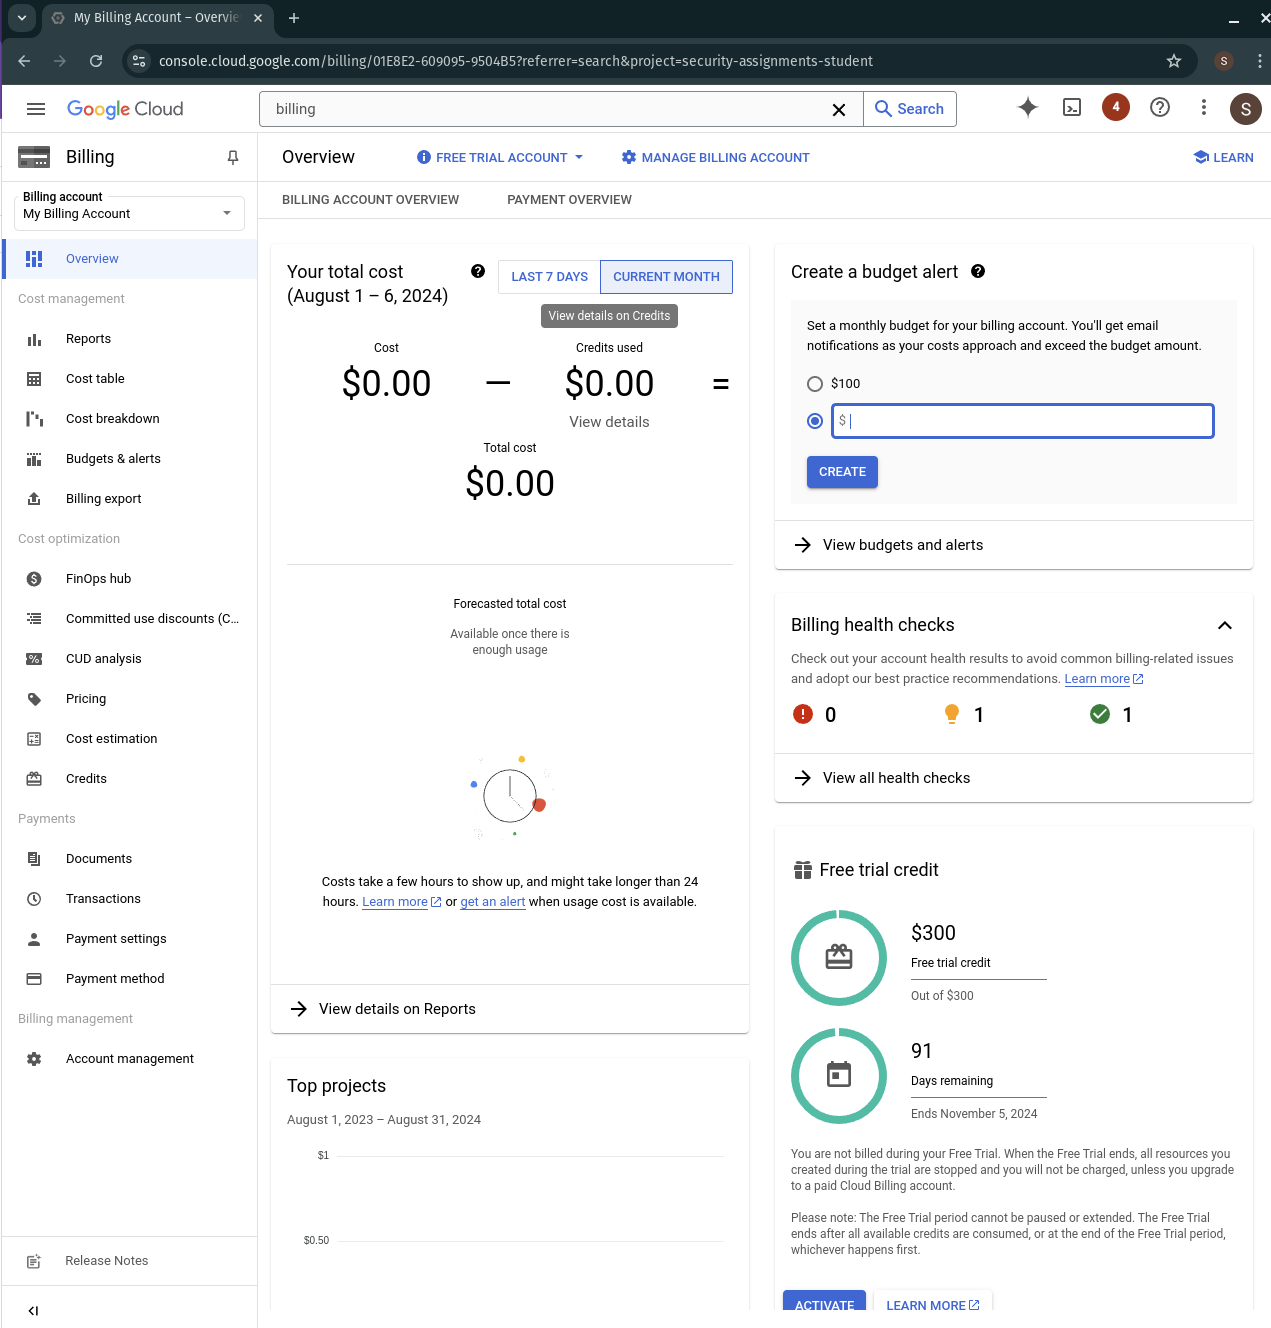 My Billing Account – Overvie
console.cloud.google.com/billing/01E8E2-609095-9504B5?referrer=search&project=security-assignments-student
S
Google Cloud
billing
Search
4
S
Billing
Billing account
My Billing Account
Overview
Cost management
Reports
Cost table
Cost breakdown
Budgets & alerts
Billing export
Cost optimization
FinOps hub
Committed use discounts (C...
CUD analysis
Pricing
Cost estimation
Credits
Payments
Documents
Transactions
Payment settings
Payment method
Billing management
Account management
Release Notes
Overview
FREE TRIAL ACCOUNT
MANAGE BILLING ACCOUNT
LEARN
BILLING ACCOUNT OVERVIEW
PAYMENT OVERVIEW
Your total cost
(August 1 – 6, 2024)
LAST 7 DAYS
CURRENT MONTH
View details on Credits
Cost
$0.00
—
Credits used
$0.00
=
View details
Total cost
$0.00
Forecasted total cost
Available once there is
enough usage
Costs take a few hours to show up, and might take longer than 24
hours. Learn more or get an alert when usage cost is available.
View details on Reports
Top projects
August 1, 2023 – August 31, 2024
$1
$0.50
Create a budget alert
Set a monthly budget for your billing account. You'll get email
notifications as your costs approach and exceed the budget amount.
$100
$
CREATE
View budgets and alerts
Billing health checks
Check out your account health results to avoid common billing-related issues
and adopt our best practice recommendations. Learn more
0
1
1
View all health checks
Free trial credit
$300
Free trial credit
Out of $300
91
Days remaining
Ends November 5, 2024
You are not billed during your Free Trial. When the Free Trial ends, all resources you
created during the trial are stopped and you will not be charged, unless you upgrade
to a paid Cloud Billing account.
Please note: The Free Trial period cannot be paused or extended. The Free Trial
ends after all available credits are consumed, or at the end of the Free Trial period,
whichever happens first.
ACTIVATE
LEARN MORE